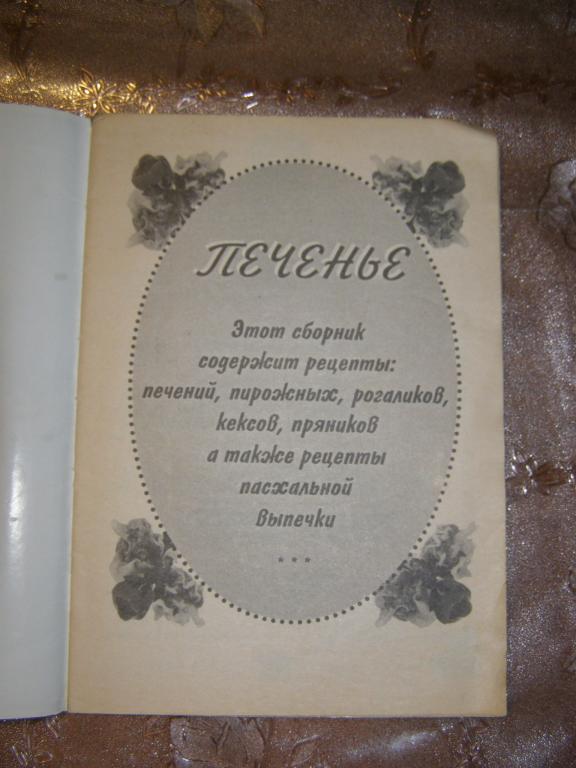 ПЕЧЕНЬЕ
Этот сборник
содержит рецепты:
печений, пирожных, рогаликов,
кексов, пряников
а также рецепты
пасхальной
выпечки
* * *